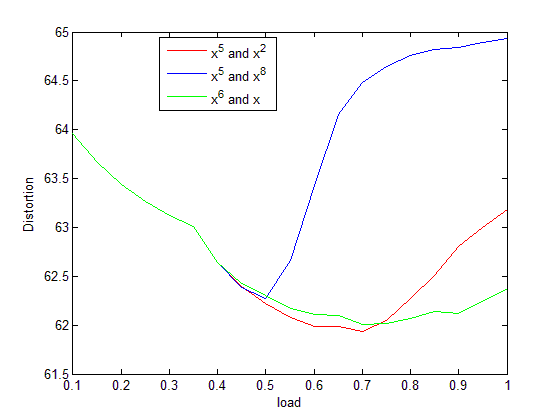 65
64.5
64
63.5
63
62.5
62
61.5
Distortion
x⁵ and x²
x⁵ and x⁸
x⁶ and x
0.1 0.2 0.3 0.4 0.5 0.6 0.7 0.8 0.9 1
load